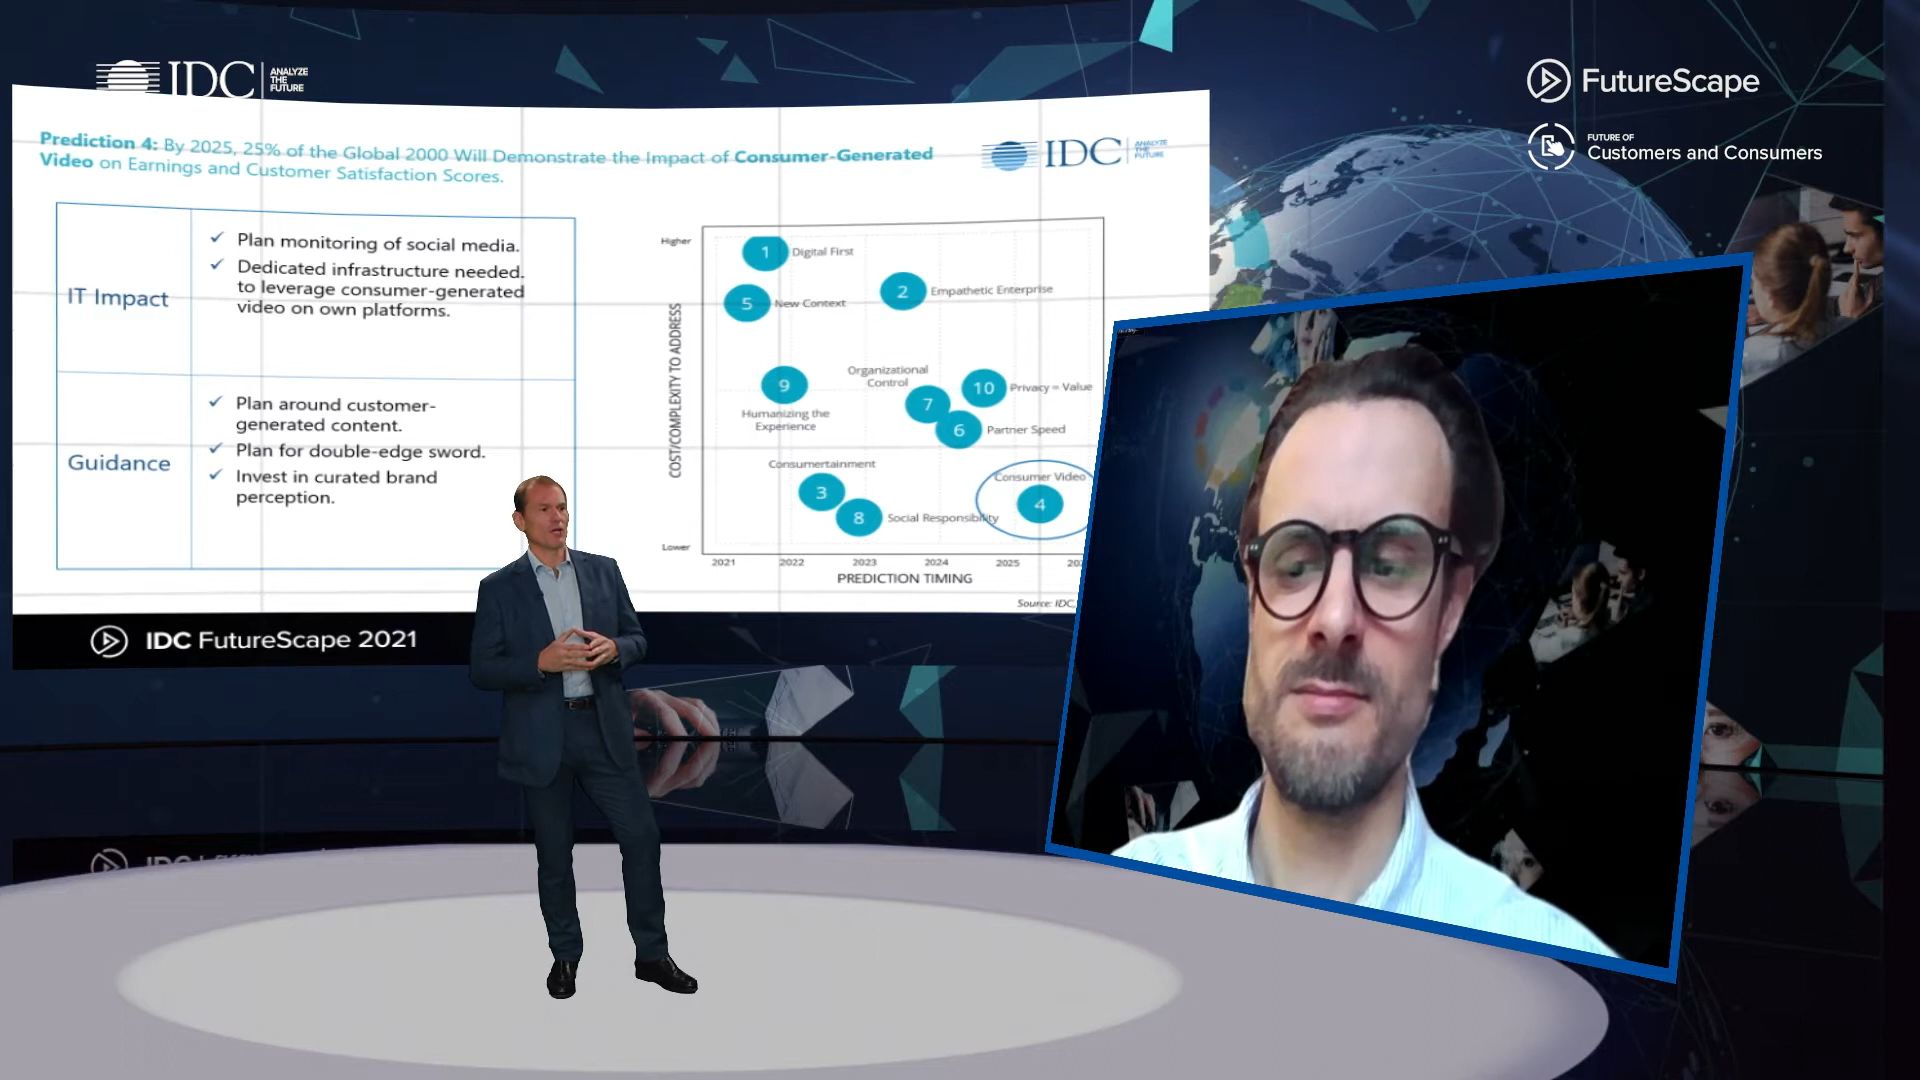 IDC
ANALYZE
THE
FUTURE
FutureScape
FUTURE OF
Customers and Consumers
Prediction 4: By 2025, 25% of the Global 2000 Will Demonstrate the Impact of Consumer-Generated
Video on Earnings and Customer Satisfaction Scores.
IDC
ANALYZE
THE
FUTURE
IT Impact
✓ Plan monitoring of social media.
✓ Dedicated infrastructure needed.
to leverage consumer-generated
video on own platforms.
Guidance
✓ Plan around customer-
generated content.
✓ Plan for double-edge sword.
✓ Invest in curated brand
perception.
COST/COMPLEXITY TO ADDRESS
Higher
1 Digital First
2 Empathetic Enterprise
5 New Context
9
Humanizing the
Experience
Organizational
Control
7
10 Privacy = Value
6 Partner Speed
Consumertainment
3
8 Social Responsibility
Consumer Video
4
Lower
2021 2022 2023 2024 2025
PREDICTION TIMING
Source: IDC
IDC FutureScape 2021